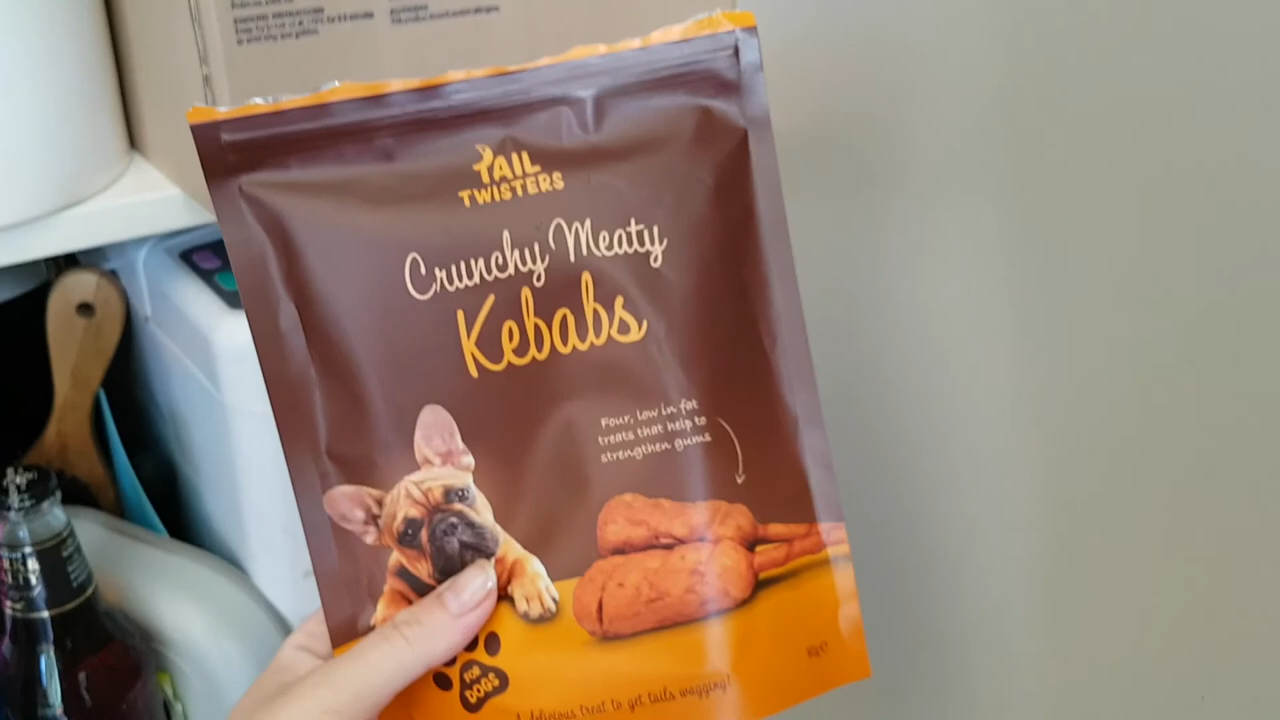 TAIL
TWISTERS
Crunchy Meaty
Kebabs
Four, low in fat
treats that help to
strengthen gums
FOR
DOGS
delicious treat to get tails wagging!